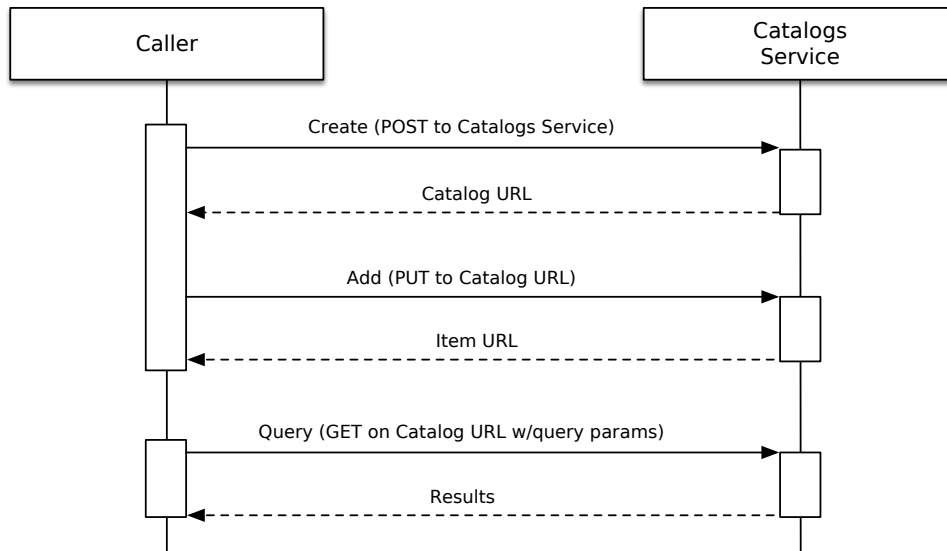 Caller
Catalogs
Service
Create (POST to Catalogs Service)
Catalog URL
Add (PUT to Catalog URL)
Item URL
Query (GET on Catalog URL w/query params)
Results